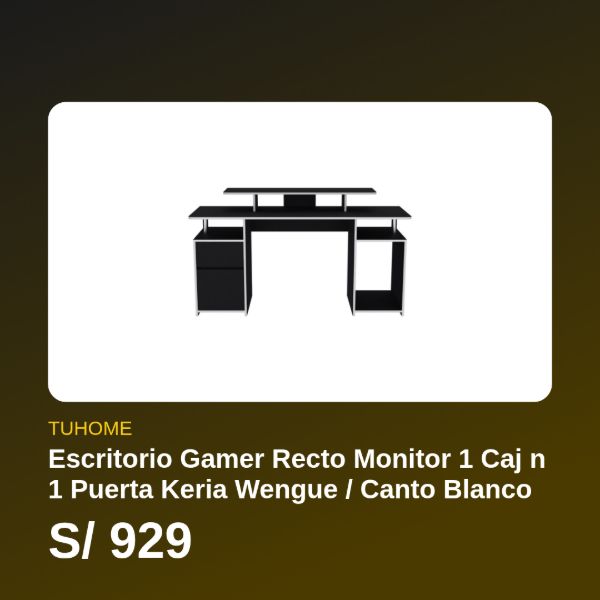 TUHOME
Escritorio Gamer Recto Monitor 1 Caj n
1 Puerta Keria Wengue / Canto Blanco
S/ 929